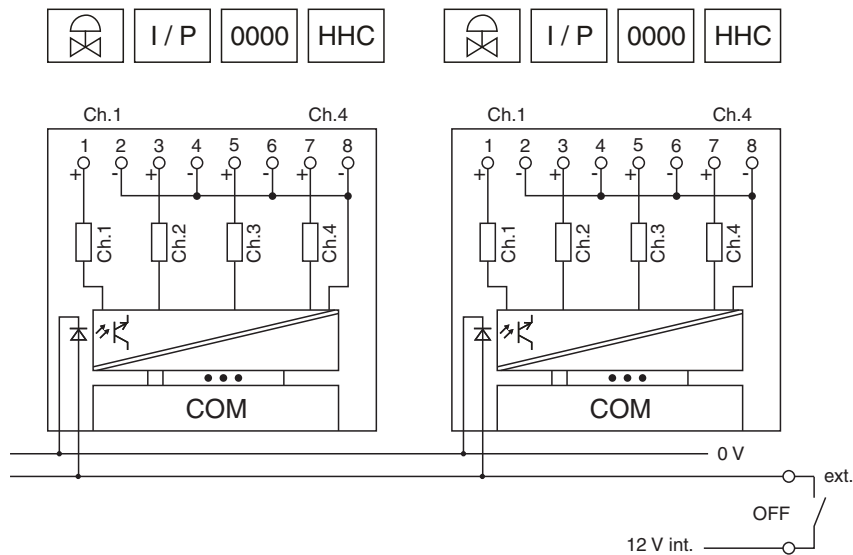 I / P 0000 HHC I / P 0000 HHC
Ch.1 Ch.4 Ch.1 Ch.4
1 2 3 4 5 6 7 8 1 2 3 4 5 6 7 8
+ - + - + - + - + - + - + - + -
Ch.1 Ch.2 Ch.3 Ch.4 Ch.1 Ch.2 Ch.3 Ch.4
COM COM
0 V
ext.
OFF
12 V int.